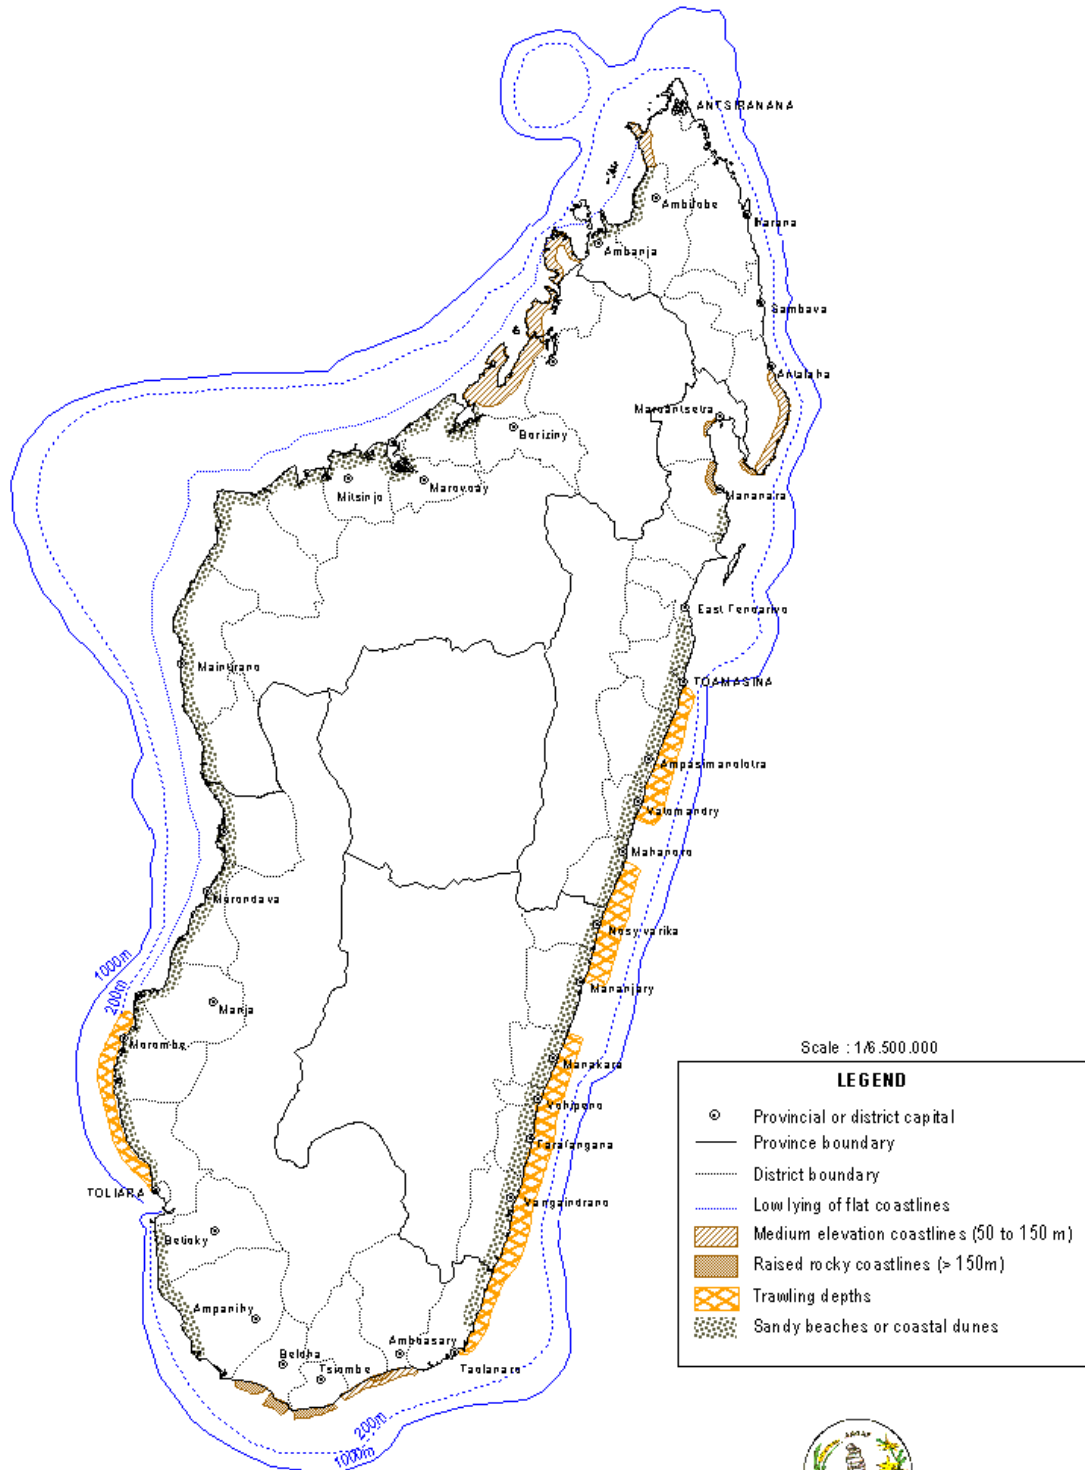 ANTSIRANANA
Ambilobe
Harana
Ambanja
Sambava
Antalaha
Maroantsetra
Boriziny
Marovoay
Mitsinjo
Mananara
East Fenoarivo
Maintirano
TOAMASINA
Ampasimanolotra
Vatomandry
Mahanoro
Morondava
Nosy varika
1000m
200m
Mananjary
Manja
Morombe
Manakara
Vohipeno
Farafangana
TOLIARA
Vangaindrano
Betioky
Ampanihy
Amboasary
Beloha
Tsiombe
Taolanaro
200m
1000m
Scale : 1/6.500.000
LEGEND
Provincial or district capital
Province boundary
District boundary
Low lying of flat coastlines
Medium elevation coastlines (50 to 150 m)
Raised rocky coastlines (> 150m)
Trawling depths
Sandy beaches or coastal dunes